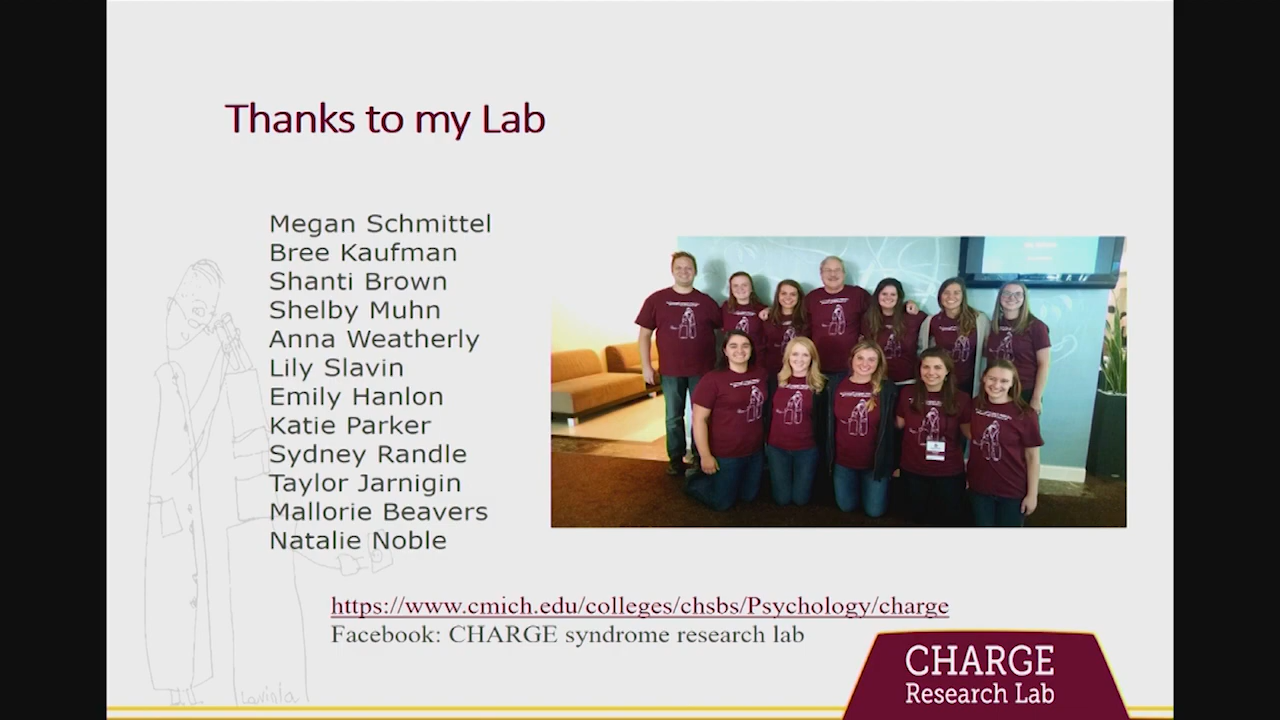 Thanks to my Lab
Megan Schmittel
Bree Kaufman
Shanti Brown
Shelby Muhn
Anna Weatherly
Lily Slavin
Emily Hanlon
Katie Parker
Sydney Randle
Taylor Jarnigin
Mallorie Beavers
Natalie Noble
https://www.cmich.edu/colleges/chsbs/Psychology/charge
Facebook: CHARGE syndrome research lab
Lavinia
CHARGE
Research Lab